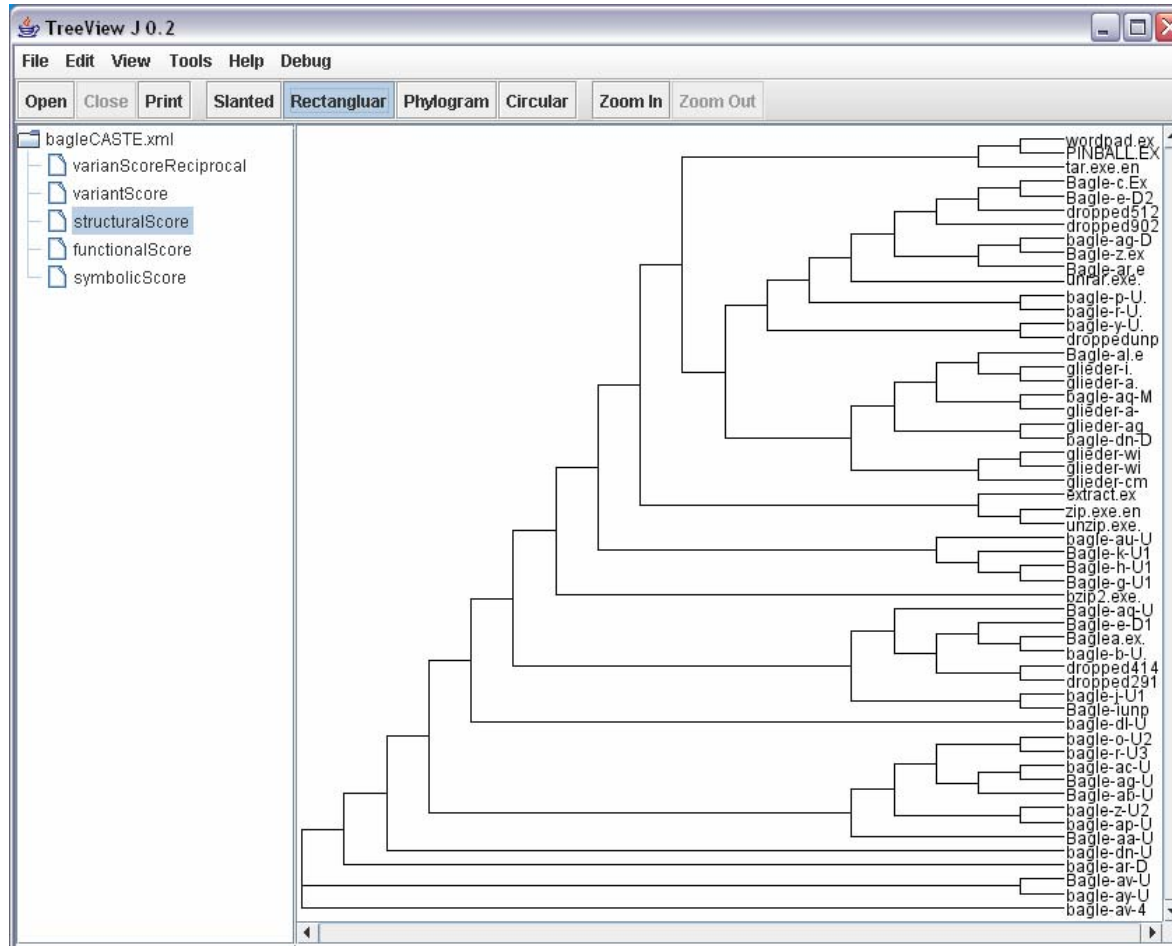 TreeView J 0.2
File Edit View Tools Help Debug
Open Close Print Slanted Rectangluar Phylogram Circular Zoom In Zoom Out
bagleCASTE.xml
varianScoreReciprocal
variantScore
structuralScore
functionalScore
symbolicScore
wordpad.ex
PINBALL.EX
tar.exe.en
Bagle-c.Ex
Bagle-e-D2
dropped512
dropped902
bagle-ag-D
Bagle-z.ex
Bagle-ar.e
unrar.exe.
bagle-p-U.
bagle-r-U.
bagle-y-U.
droppedunp
Bagle-al.e
glieder-i.
glieder-a.
bagle-aq-M
glieder-a-
glieder-ag
bagle-dn-D
glieder-wi
glieder-wi
glieder-cm
extract.ex
zip.exe.en
unzip.exe.
bagle-au-U
Bagle-k-U1
Bagle-h-U1
Bagle-g-U1
bzip2.exe.
Bagle-aq-U
Bagle-e-D1
Baglea.ex.
bagle-b-U.
dropped414
dropped291
bagle-j-U1
Bagle-iunp
bagle-dl-U
bagle-o-U2
bagle-r-U3
bagle-ac-U
Bagle-ag-U
Bagle-ab-U
bagle-z-U2
bagle-ap-U
Bagle-aa-U
bagle-dn-U
bagle-ar-D
Bagle-av-U
bagle-ay-U
bagle-av-4